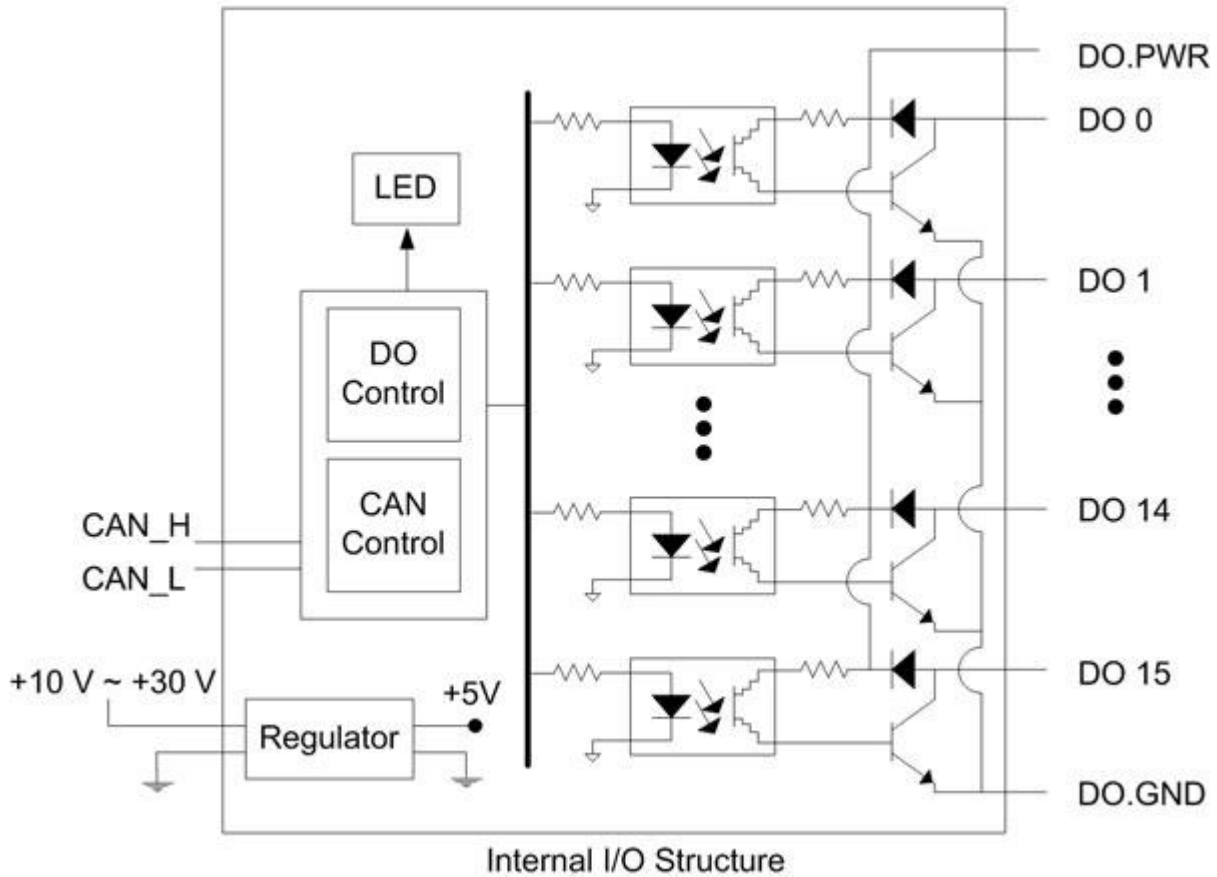 DO.PWR
DO 0
LED
DO 1
DO
Control
CAN
Control
DO 14
CAN_H
CAN_L
DO 15
+10 V ~ +30 V
+5V
Regulator
DO.GND
Internal I/O Structure